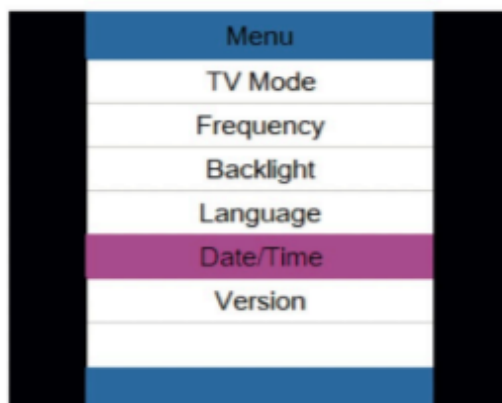 Menu
TV Mode
Frequency
Backlight
Language
Date/Time
Version